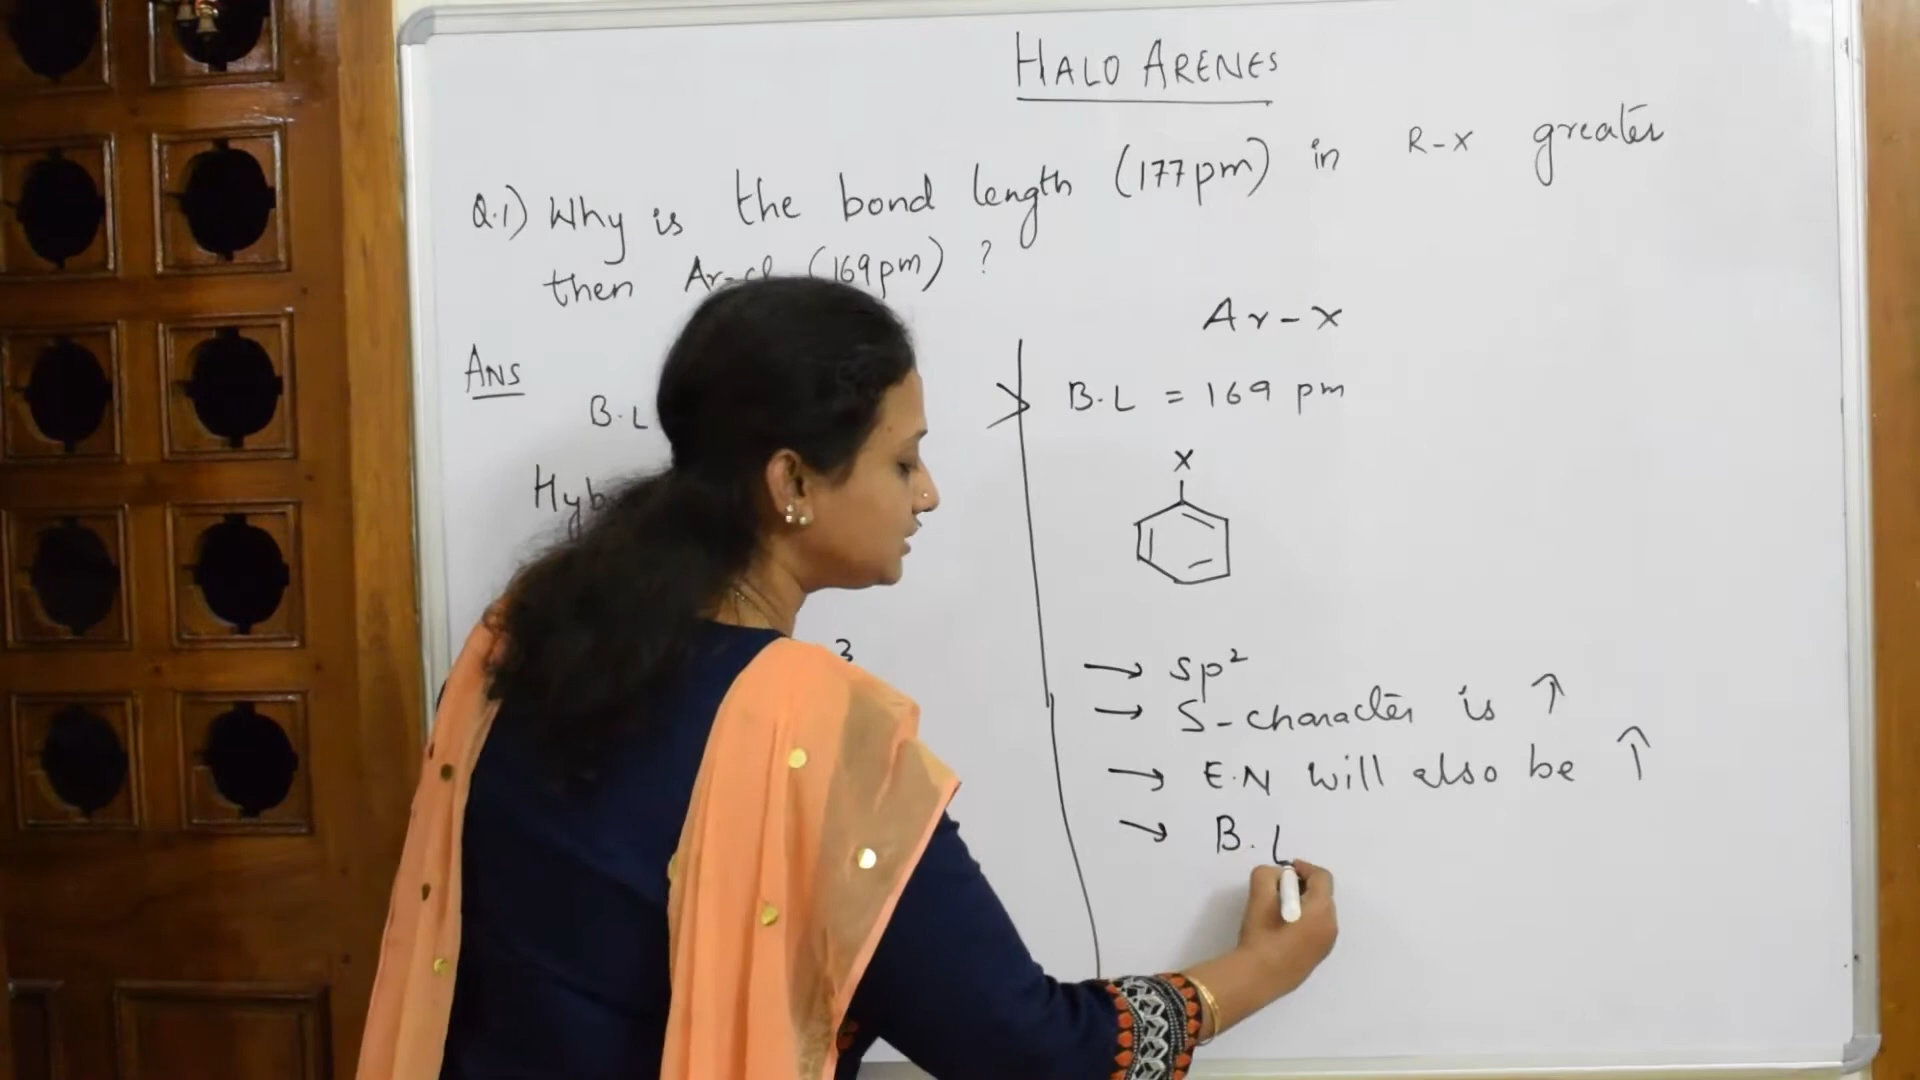 HALO ARENES
Q.1) Why is the bond length (177pm) in R-X greater
then Ar-cl (169pm) ?
Ar-X
ANS
B.L
B.L = 169 pm
X
Hyb
3
→ Sp²
→ S-character is ↑
→ E.N will also be ↑
→ B.L